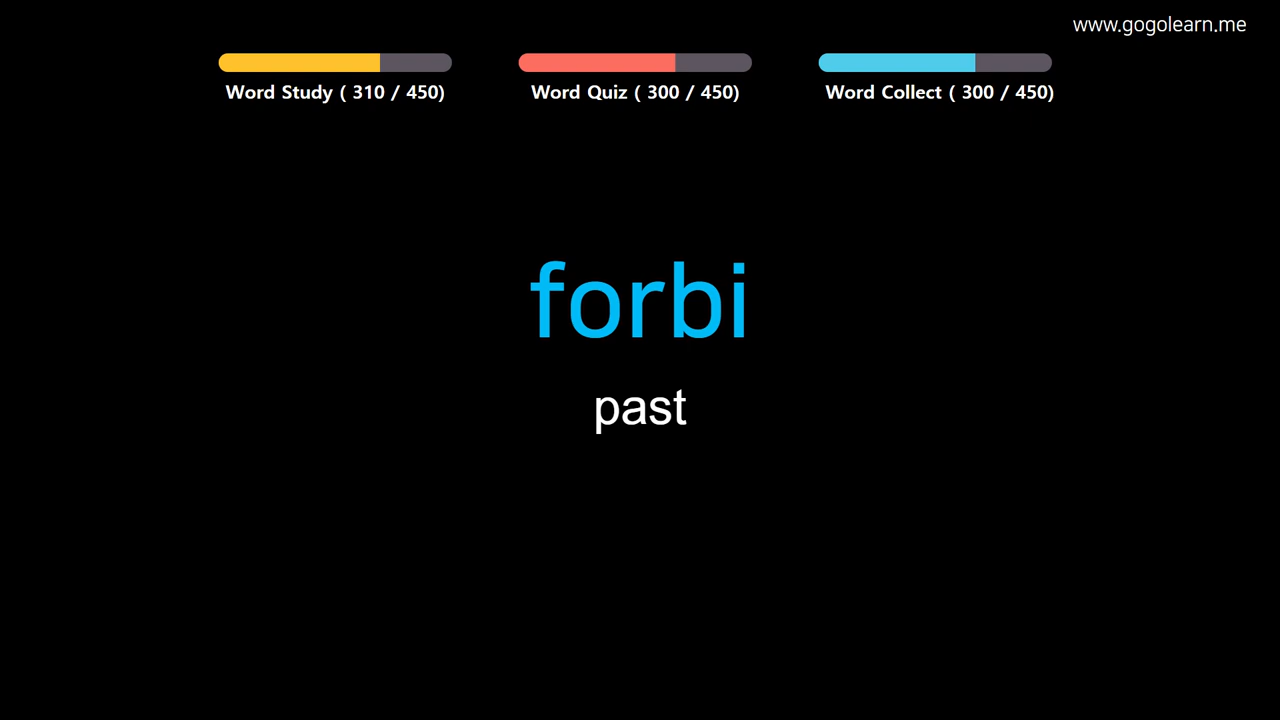 www.gogolearn.me
Word Study ( 310 / 450)
Word Quiz ( 300 / 450)
Word Collect ( 300 / 450)
forbi
past